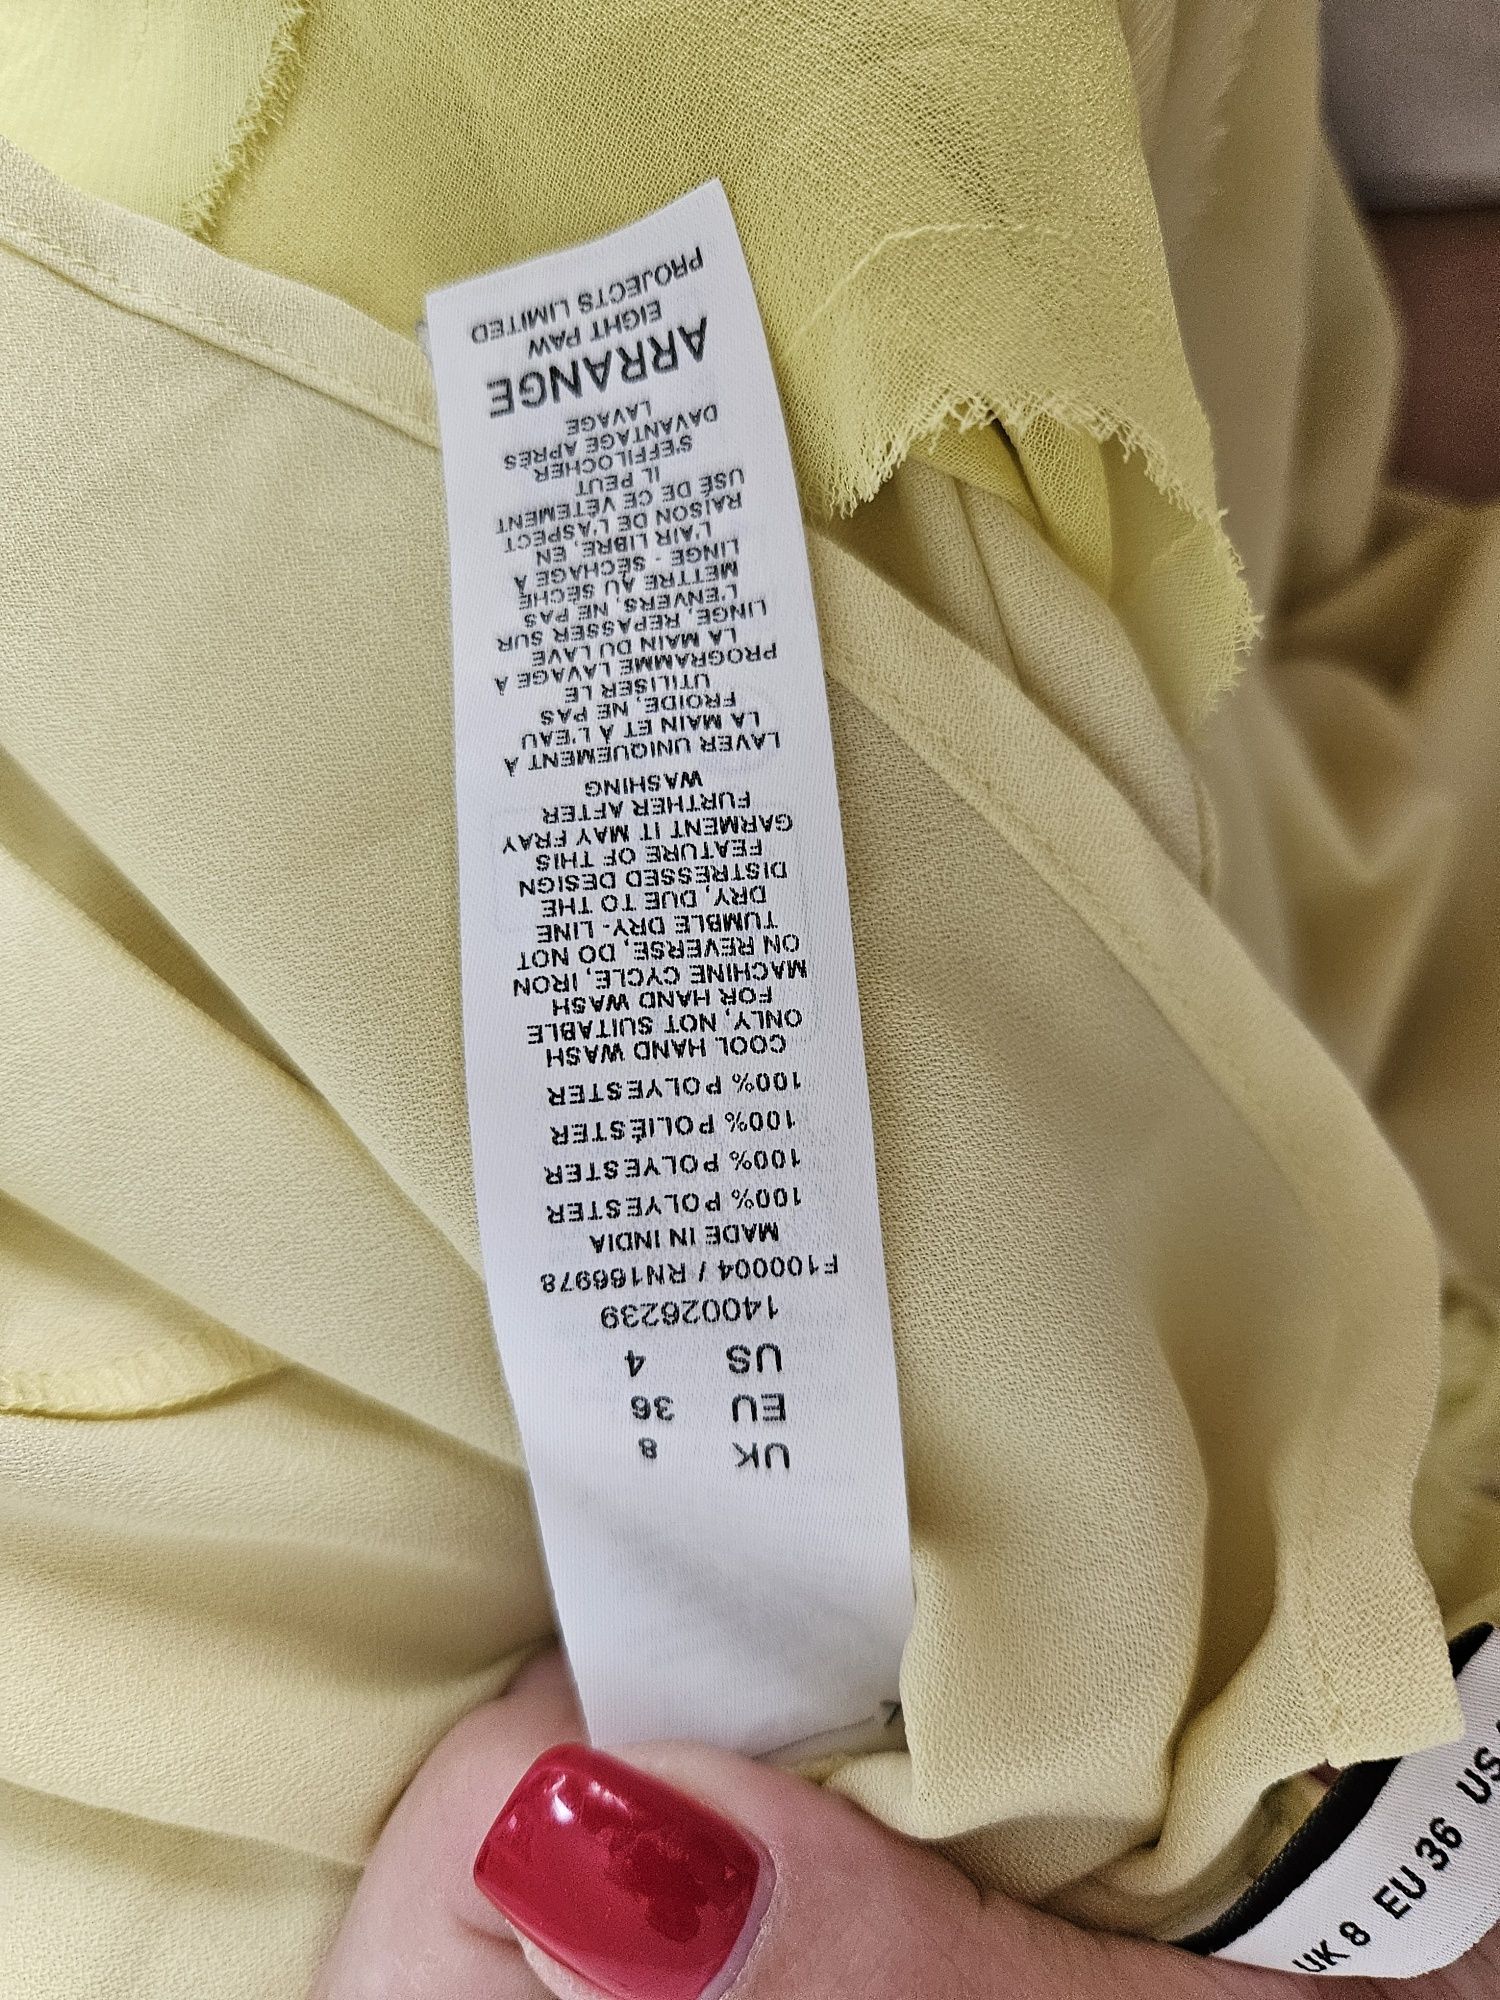 UK 8
EU 36
US 4
140026239
F100004 / RN166978
MADE IN INDIA
100% POLYESTER
100% POLYESTER
100% POLIÉSTER
100% POLYESTER
COOL HAND WASH
ONLY, NOT SUITABLE
FOR HAND WASH
MACHINE CYCLE, IRON
ON REVERSE, DO NOT
TUMBLE DRY- LINE
DRY, DUE TO THE
DISTRESSED DESIGN
FEATURE OF THIS
GARMENT IT MAY FRAY
FURTHER AFTER
WASHING
LAVER UNIQUEMENT À
LA MAIN ET À L'EAU
FROIDE, NE PAS
UTILISER LE
PROGRAMME LAVAGE À
LA MAIN DU LAVE
LINGE, REPASSER SUR
L'ENVERS, NE PAS
METTRE AU SÈCHE
LINGE - SÉCHAGE À
L'AIR LIBRE, EN
RAISON DE L'ASPECT
USÉ DE CE VÊTEMENT
IL PEUT
S'EFFILOCHER
DAVANTAGE APRÈS
LAVAGE
ARRANGE
EIGHT PAW
PROJECTS LIMITED
UK 8 EU 36 US